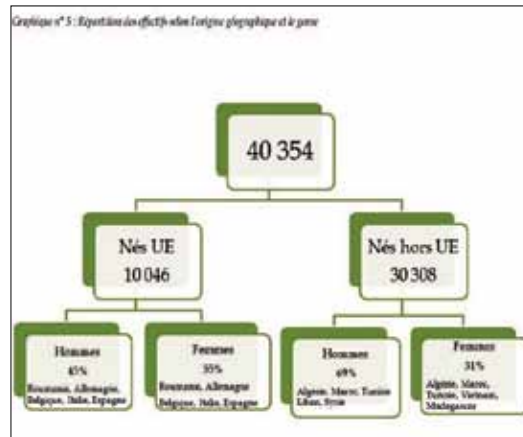 Graphique n° 5 : Répartition des effectifs selon l'origine géographique et le genre
40 354
Nés UE
10 046
Nés hors UE
30 308
Hommes
45%
Roumanie, Allemagne,
Belgique, Italie, Espagne
Femmes
55%
Roumanie, Allemagne
Belgique, Italie, Espagne
Hommes
69%
Algérie, Maroc, Tunisie
Liban, Syrie
Femmes
31%
Algérie, Maroc,
Tunisie, Vietnam,
Madagascar